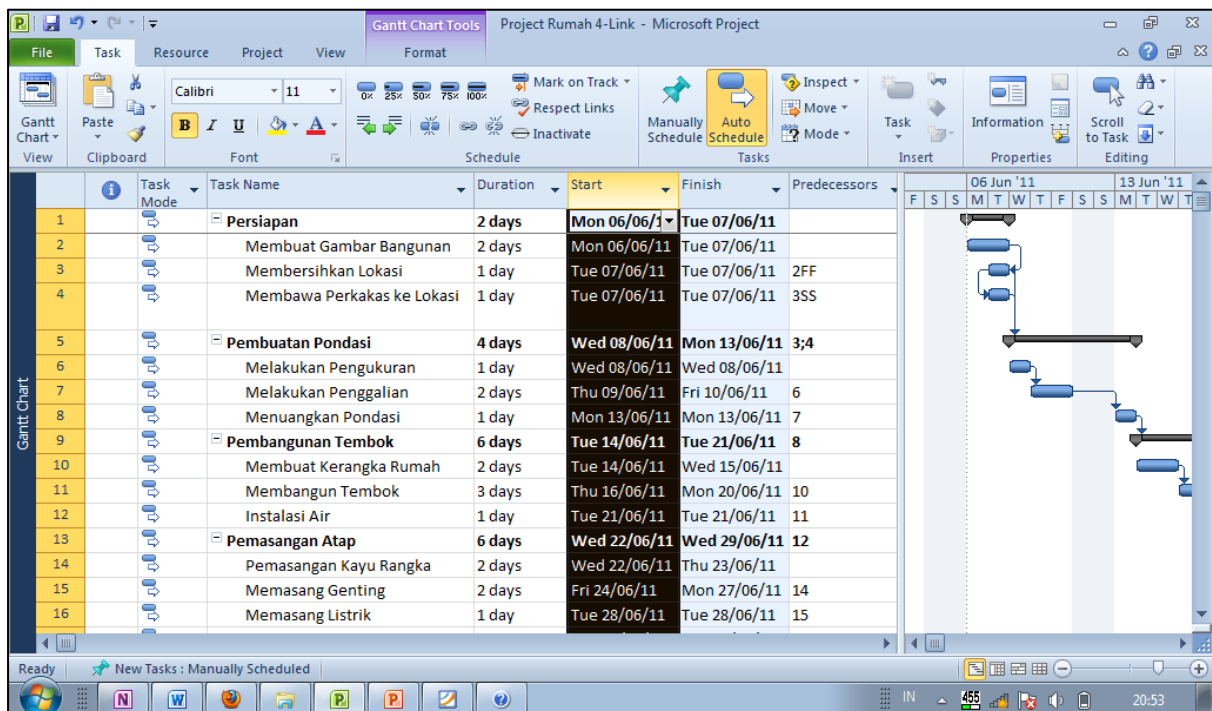 Gantt Chart Tools Project Rumah 4-Link - Microsoft Project
File Task Resource Project View Format
Calibri 11 0% 25% 50% 75% 100% Mark on Track Inspect
Respect Links Move
Gantt Chart Paste B I U A Inactivate Manually Schedule Auto Schedule Mode Task Information Scroll to Task
View Clipboard Font Schedule Tasks Insert Properties Editing
Task Mode Task Name Duration Start Finish Predecessors 06 Jun '11 13 Jun '11
F S S M T W T F S S M T W T
1 Persiapan 2 days Mon 06/06/1 Tue 07/06/11
2 Membuat Gambar Bangunan 2 days Mon 06/06/11 Tue 07/06/11
3 Membersihkan Lokasi 1 day Tue 07/06/11 Tue 07/06/11 2FF
4 Membawa Perkakas ke Lokasi 1 day Tue 07/06/11 Tue 07/06/11 3SS
5 Pembuatan Pondasi 4 days Wed 08/06/11 Mon 13/06/11 3;4
6 Melakukan Pengukuran 1 day Wed 08/06/11 Wed 08/06/11
7 Melakukan Penggalian 2 days Thu 09/06/11 Fri 10/06/11 6
8 Menuangkan Pondasi 1 day Mon 13/06/11 Mon 13/06/11 7
9 Pembangunan Tembok 6 days Tue 14/06/11 Tue 21/06/11 8
10 Membuat Kerangka Rumah 2 days Tue 14/06/11 Wed 15/06/11
11 Membangun Tembok 3 days Thu 16/06/11 Mon 20/06/11 10
12 Instalasi Air 1 day Tue 21/06/11 Tue 21/06/11 11
13 Pemasangan Atap 6 days Wed 22/06/11 Wed 29/06/11 12
14 Pemasangan Kayu Rangka 2 days Wed 22/06/11 Thu 23/06/11
15 Memasang Genting 2 days Fri 24/06/11 Mon 27/06/11 14
16 Memasang Listrik 1 day Tue 28/06/11 Tue 28/06/11 15
Gantt Chart
Ready New Tasks : Manually Scheduled
IN 455 20:53